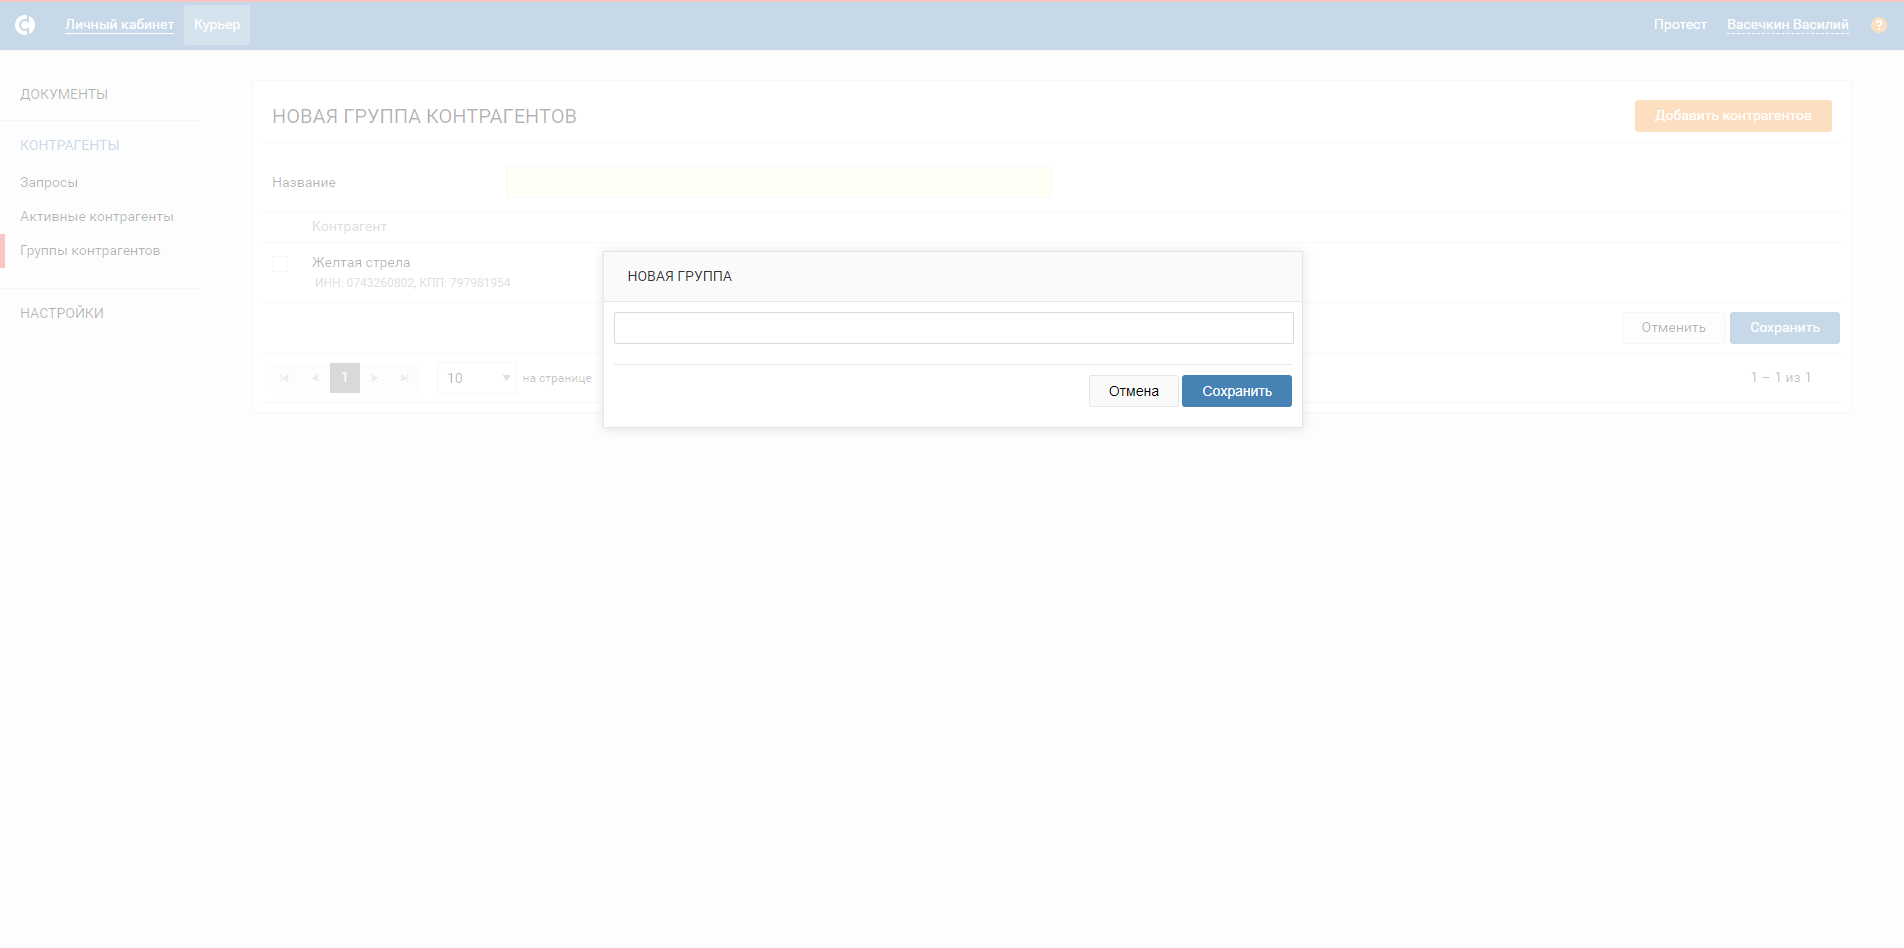 Личный кабинет Курьер Протест Васечкин Василий ?
ДОКУМЕНТЫ
КОНТРАГЕНТЫ
Запросы
Активные контрагенты
Группы контрагентов
НАСТРОЙКИ
НОВАЯ ГРУППА КОНТРАГЕНТОВ
Добавить контрагентов
Название
Контрагент
Желтая стрела
ИНН: 0743260802, КПП: 797981954
Отменить Сохранить
1 10 на странице 1 – 1 из 1
НОВАЯ ГРУППА
Отмена Сохранить